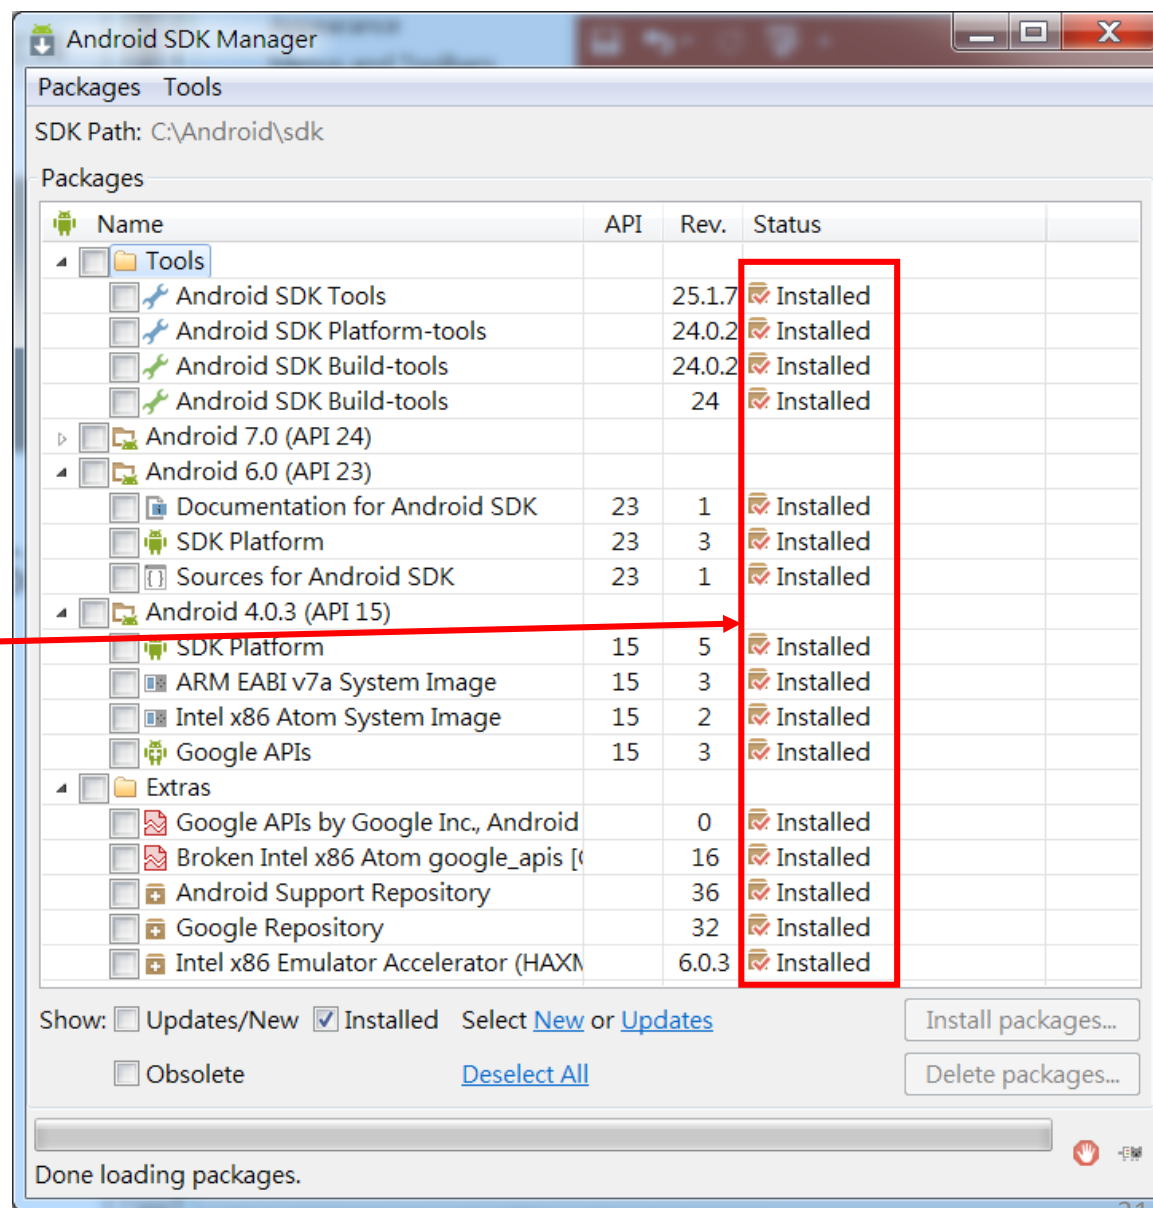 Android SDK Manager
Packages Tools
SDK Path: C:\Android\sdk
Packages
Name API Rev. Status
Tools
Android SDK Tools 25.1.7 Installed
Android SDK Platform-tools 24.0.2 Installed
Android SDK Build-tools 24.0.2 Installed
Android SDK Build-tools 24 Installed
Android 7.0 (API 24)
Android 6.0 (API 23)
Documentation for Android SDK 23 1 Installed
SDK Platform 23 3 Installed
Sources for Android SDK 23 1 Installed
Android 4.0.3 (API 15)
SDK Platform 15 5 Installed
ARM EABI v7a System Image 15 3 Installed
Intel x86 Atom System Image 15 2 Installed
Google APIs 15 3 Installed
Extras
Google APIs by Google Inc., Android 0 Installed
Broken Intel x86 Atom google_apis [ 16 Installed
Android Support Repository 36 Installed
Google Repository 32 Installed
Intel x86 Emulator Accelerator (HAX 6.0.3 Installed
Show: Updates/New Installed Select New or Updates Install packages...
Obsolete Deselect All Delete packages...
Done loading packages.